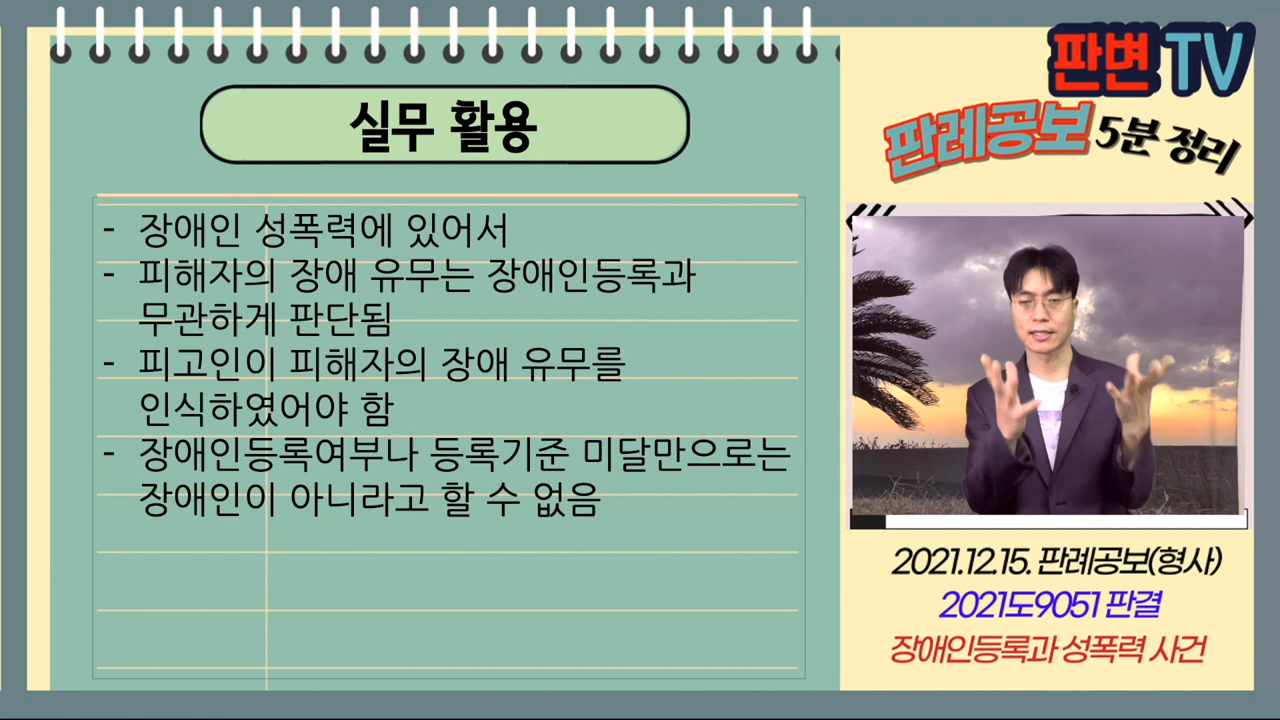 실무 활용
- 장애인 성폭력에 있어서
- 피해자의 장애 유무는 장애인등록과
무관하게 판단됨
- 피고인이 피해자의 장애 유무를
인식하였어야 함
- 장애인등록여부나 등록기준 미달만으로는
장애인이 아니라고 할 수 없음
판변 TV
판례공보 5분 정리
2021.12.15. 판례공보(형사)
2021도9051 판결
장애인등록과 성폭력 사건